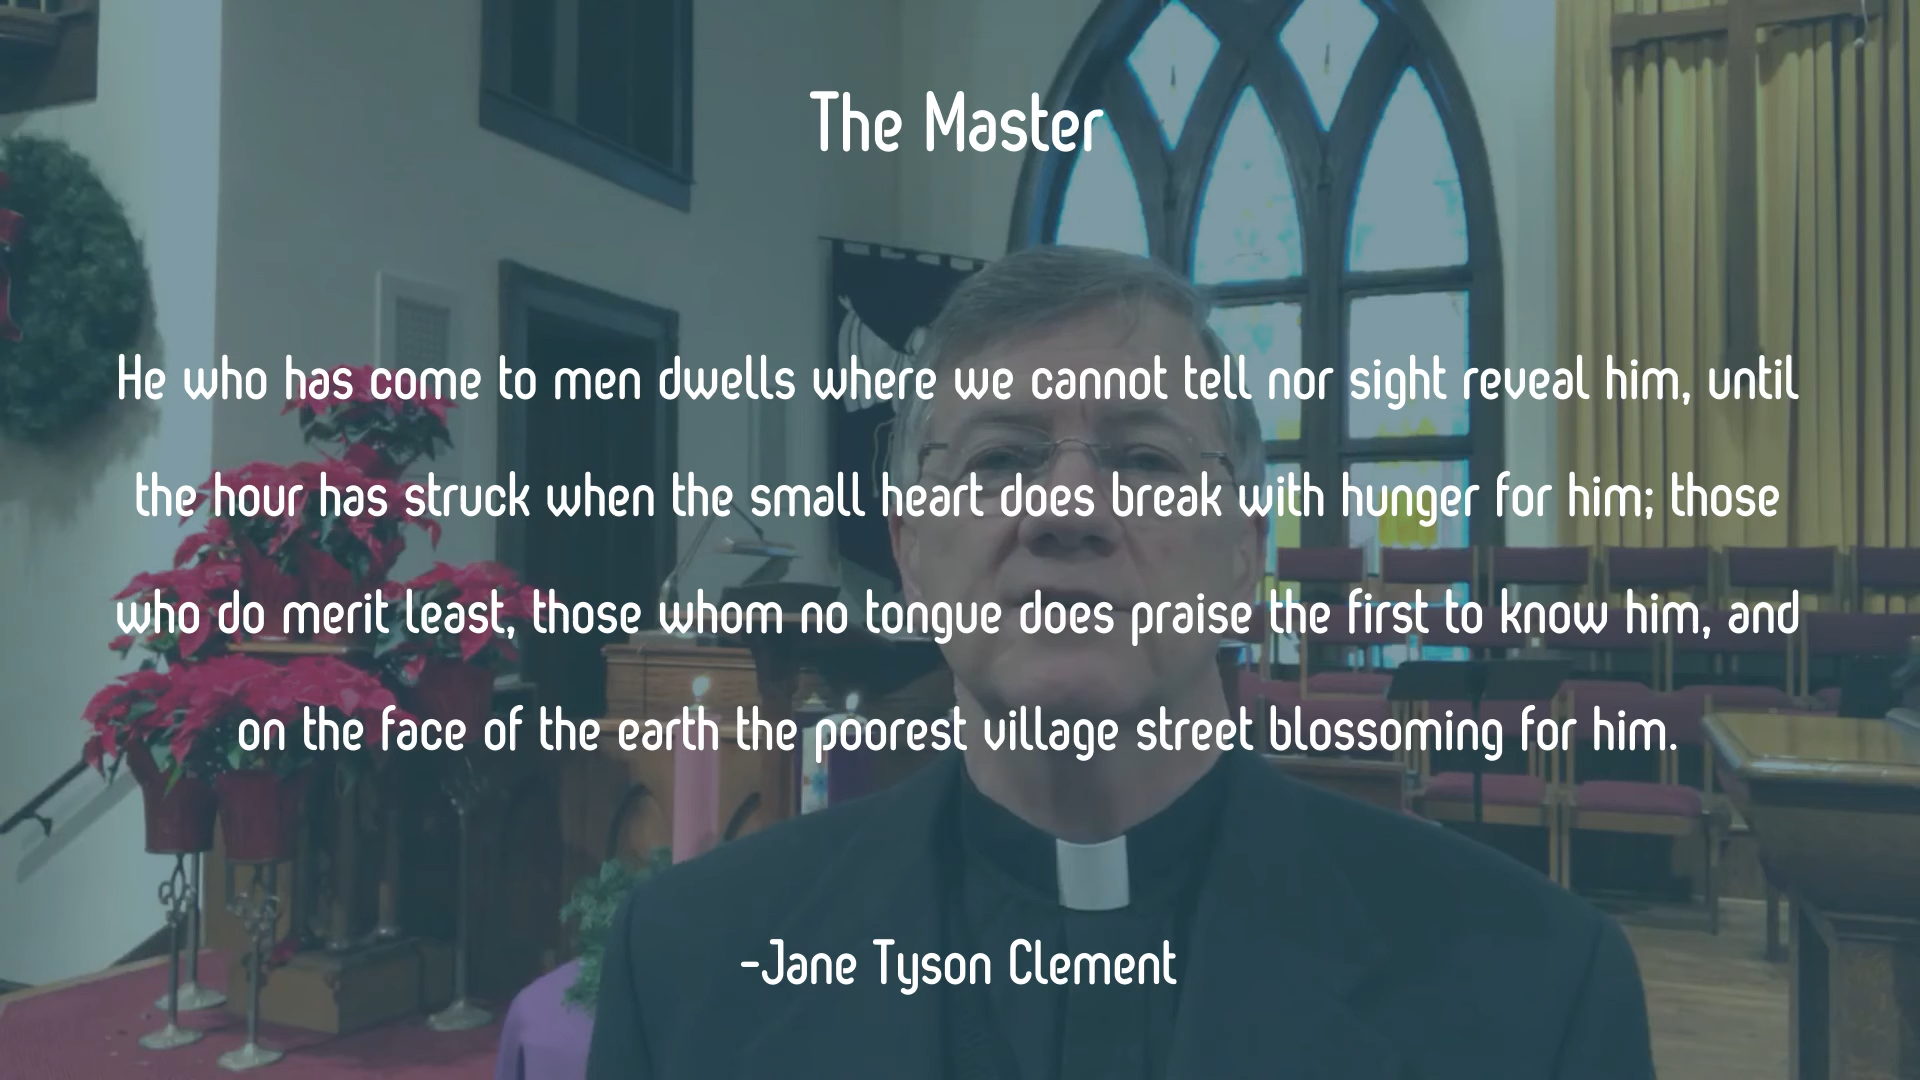 The Master
He who has come to men dwells where we cannot tell nor sight reveal him, until
the hour has struck when the small heart does break with hunger for him; those
who do merit least, those whom no tongue does praise the first to know him, and
on the face of the earth the poorest village street blossoming for him.
-Jane Tyson Clement